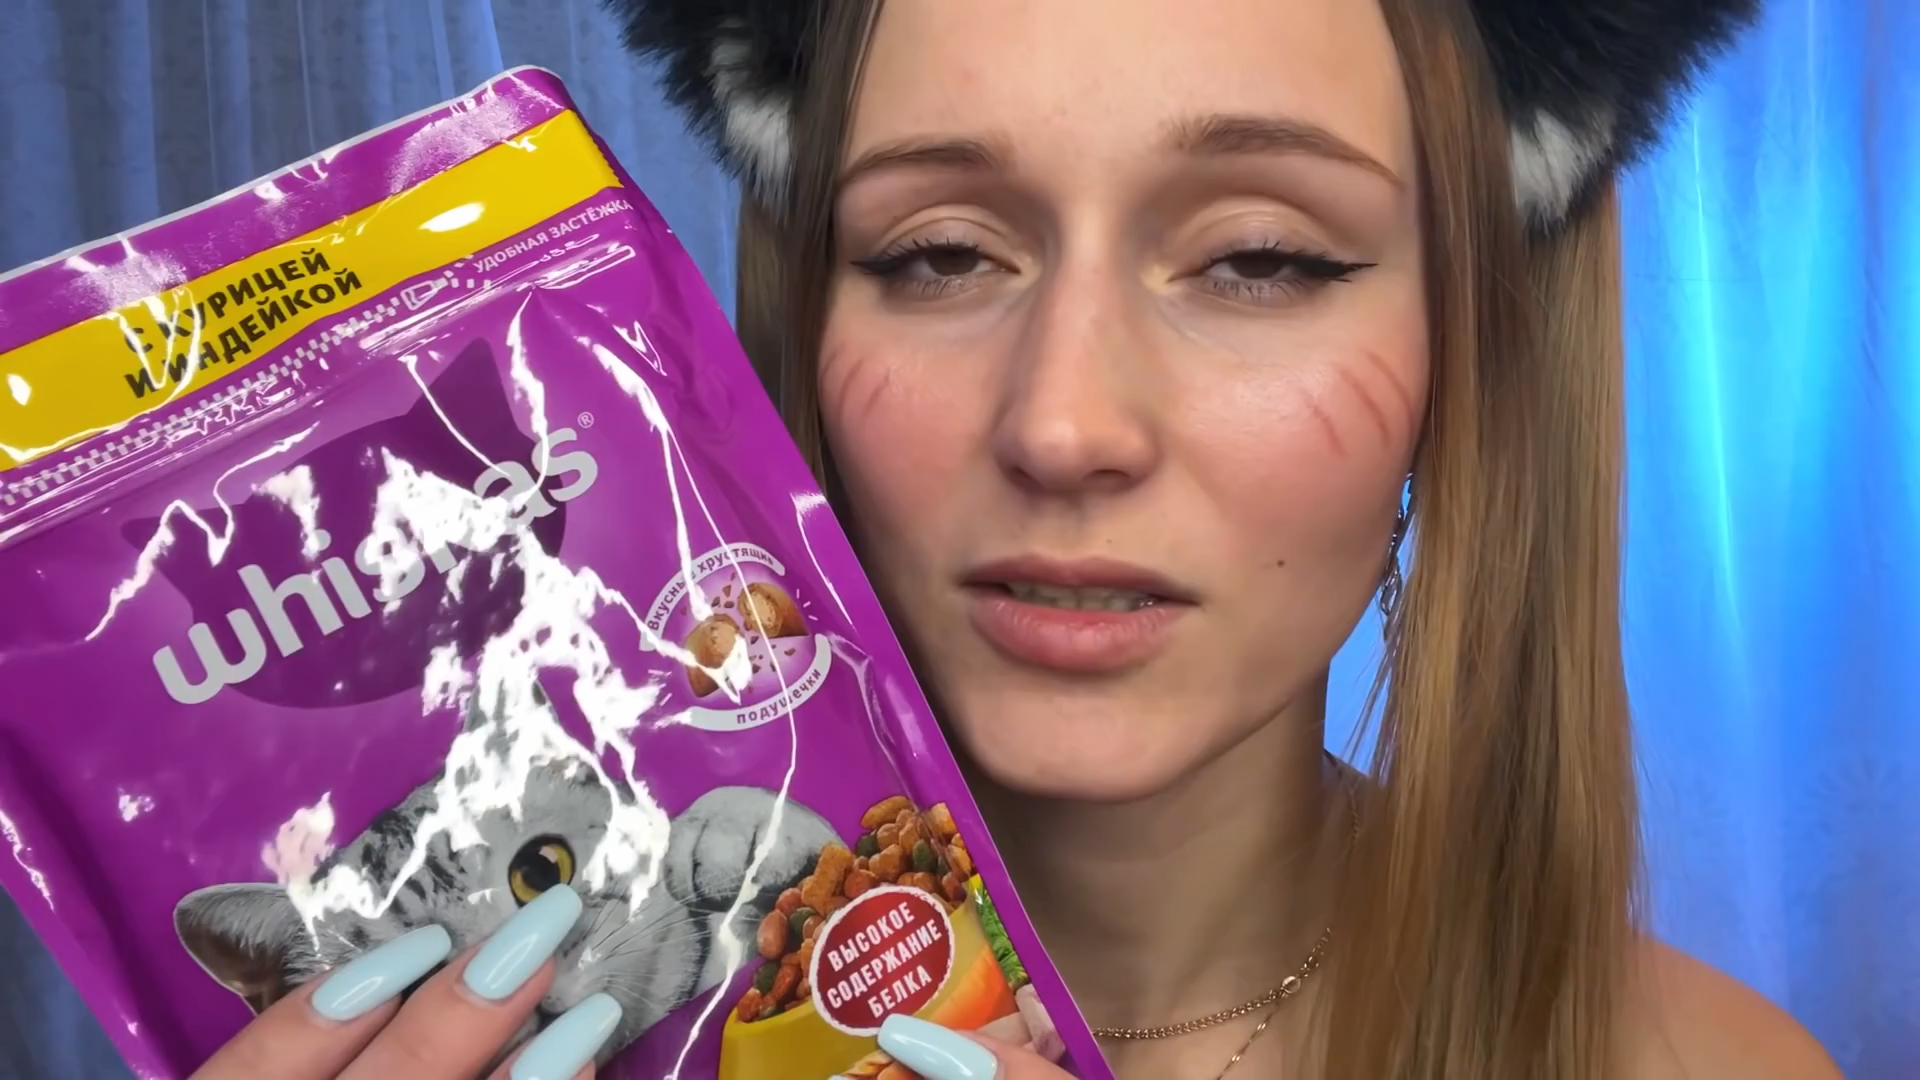 С КУРИЦЕЙ
И ИНДЕЙКОЙ
УДОБНАЯ ЗАСТЁЖКА
whiskas®
Вкусные хрустящие
подушечки
ВЫСОКОЕ
СОДЕРЖАНИЕ
БЕЛКА